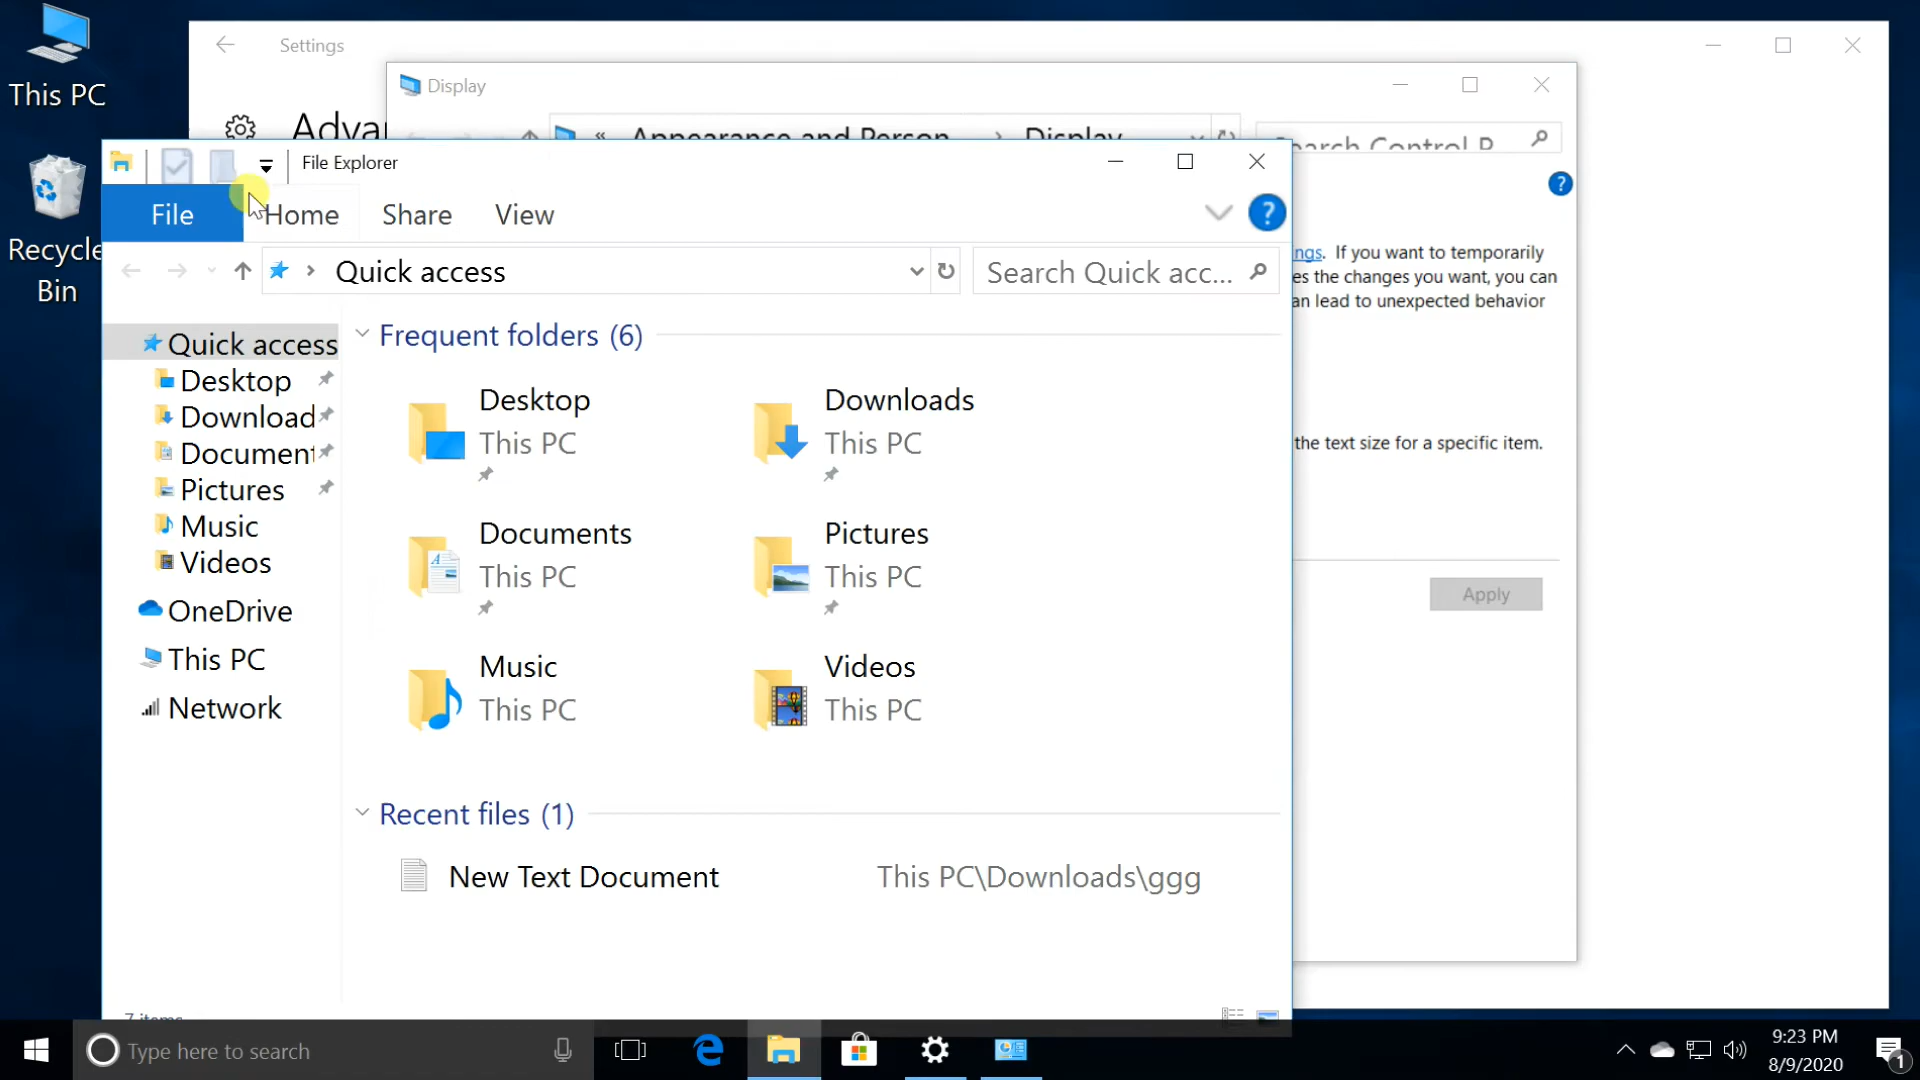 This PC
Recycle
Bin
Settings
Display
Appearance and Person
Display
File Explorer
File
Home
Share
View
?
?
Quick access
Search Quick acc...
ngs. If you want to temporarily
es the changes you want, you can
an lead to unexpected behavior
Quick access
Desktop
Download
Document
Pictures
Music
Videos
OneDrive
This PC
Network
Frequent folders (6)
Desktop
This PC
Downloads
This PC
Documents
This PC
Pictures
This PC
Music
This PC
Videos
This PC
the text size for a specific item.
Apply
Recent files (1)
New Text Document
This PC\Downloads\ggg
7 items
Type here to search
9:23 PM
8/9/2020
1